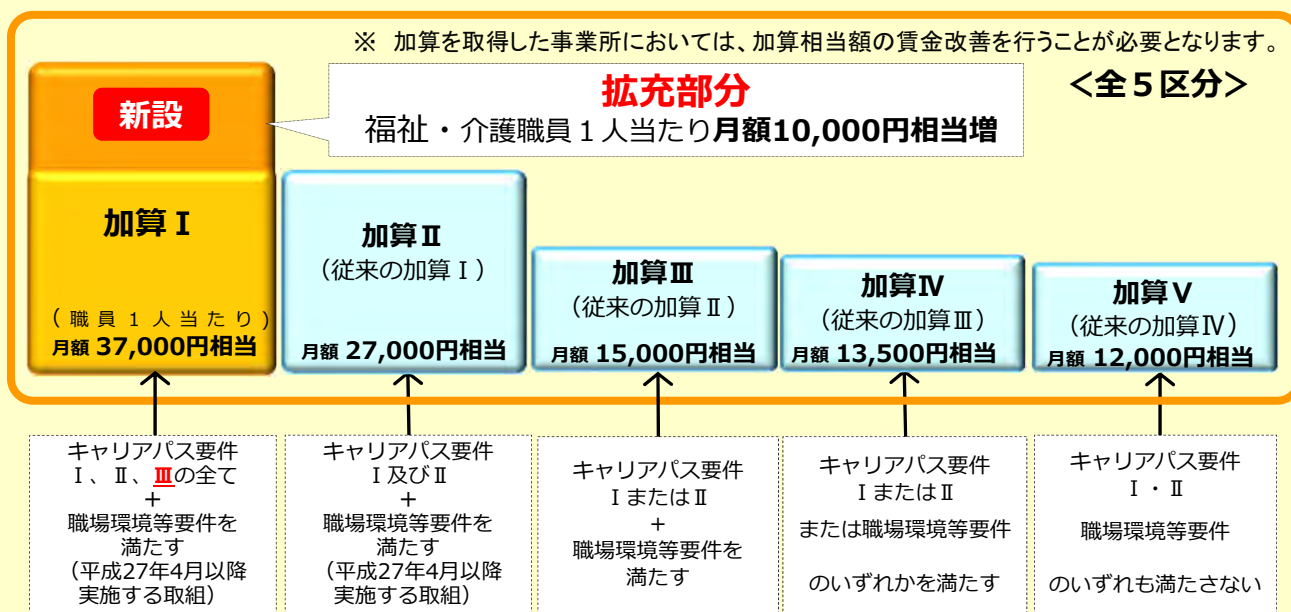 ※ 加算を取得した事業所においては、加算相当額の賃金改善を行うことが必要となります。
<全5区分>
新設
拡充部分
福祉・介護職員1人当たり月額10,000円相当増
加算Ⅰ
(職員1人当たり)
月額 37,000円相当
加算Ⅱ
(従来の加算Ⅰ)
月額 27,000円相当
加算Ⅲ
(従来の加算Ⅱ)
月額 15,000円相当
加算Ⅳ
(従来の加算Ⅲ)
月額 13,500円相当
加算Ⅴ
(従来の加算Ⅳ)
月額 12,000円相当
キャリアパス要件
Ⅰ、Ⅱ、Ⅲの全て
+
職場環境等要件を
満たす
(平成27年4月以降
実施する取組)
キャリアパス要件
Ⅰ及びⅡ
+
職場環境等要件を
満たす
(平成27年4月以降
実施する取組)
キャリアパス要件
ⅠまたはⅡ
+
職場環境等要件を
満たす
キャリアパス要件
ⅠまたはⅡ
または職場環境等要件
のいずれかを満たす
キャリアパス要件
Ⅰ・Ⅱ
職場環境等要件
のいずれも満たさない